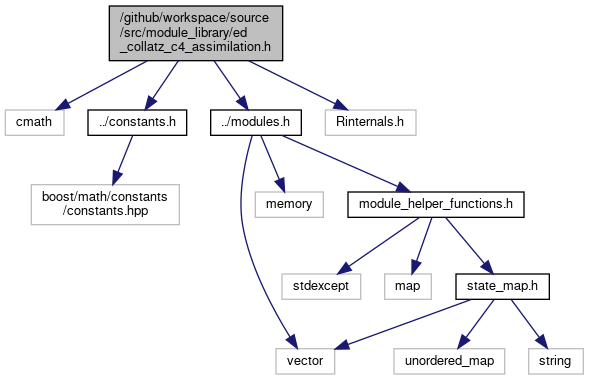 /github/workspace/source
/src/module_library/ed
_collatz_c4_assimilation.h
cmath
../constants.h
../modules.h
Rinternals.h
boost/math/constants
/constants.hpp
memory
module_helper_functions.h
stdexcept
map
state_map.h
vector
unordered_map
string